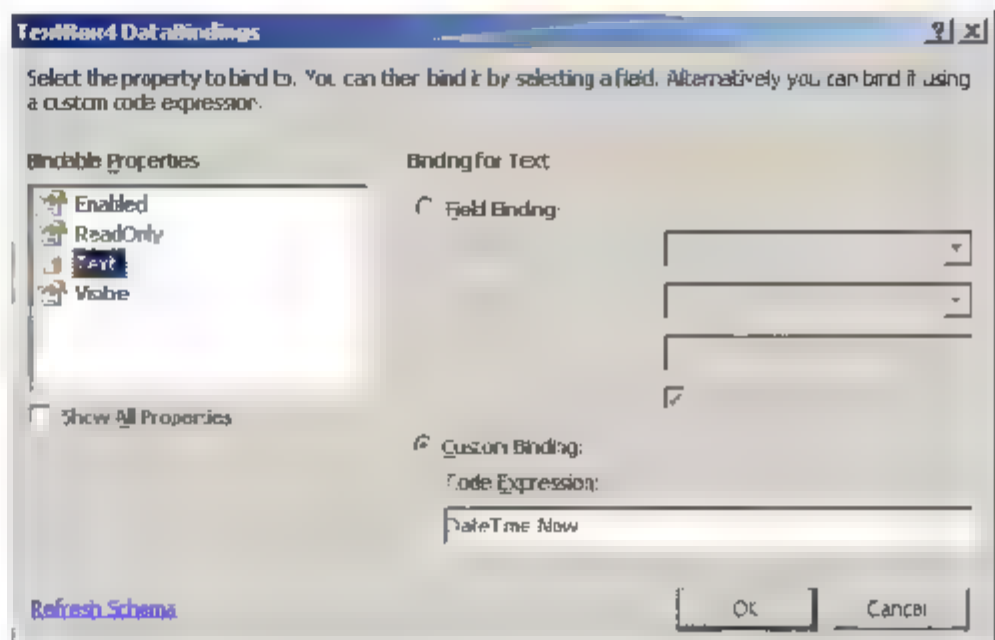 TextBox4 DataBindings
Select the property to bind to. You can then bind it by selecting a field. Alternatively you can bind it using
a custom code expression.
Bindable Properties
Binding for Text
Enabled
ReadOnly
Text
Visible
Show All Properties
Field Binding:
Custom Binding:
Code Expression:
DateTime.Now
Refresh Schema
OK
Cancel